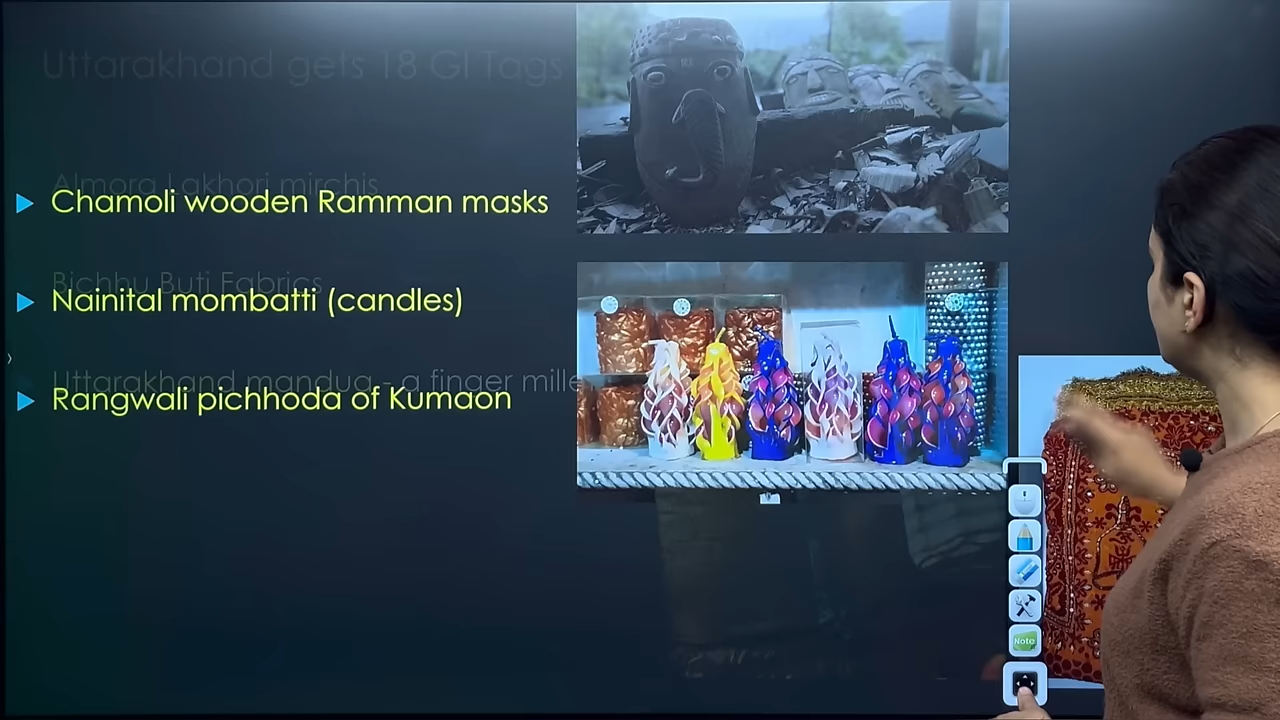 Uttarakhand gets 18 GI Tags
Almora Lakhori mirchis
Chamoli wooden Ramman masks
Bichhu Buti Fabrics
Nainital mombatti (candles)
Uttarakhand mandua - a finger mille
Rangwali pichhoda of Kumaon
Note